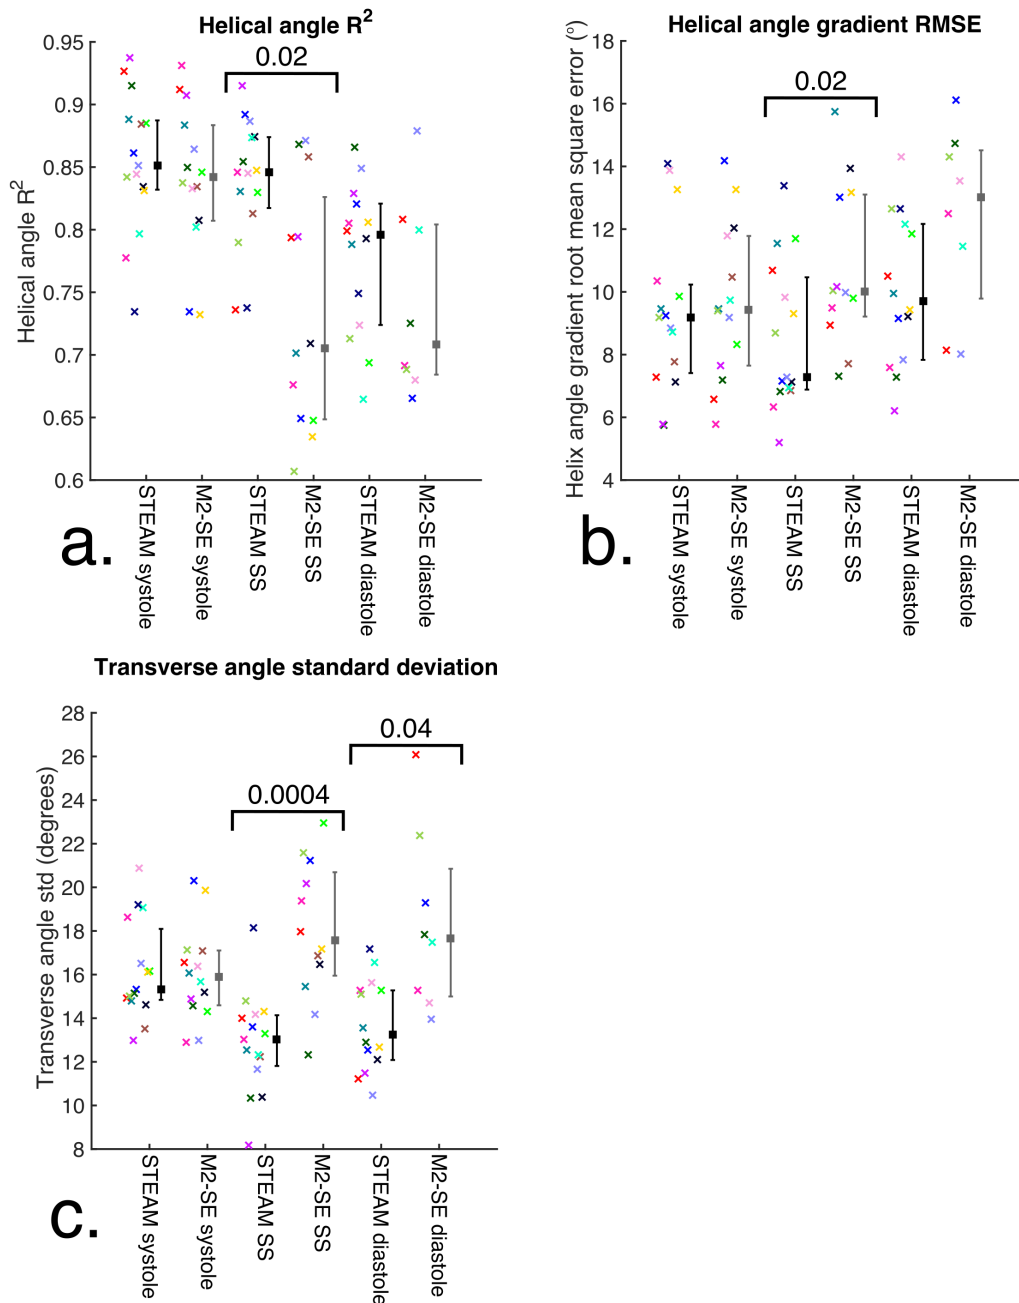 Helical angle R²
Helical angle R²
0.95
0.9
0.85
0.8
0.75
0.7
0.65
0.6
0.02
STEAM systole
M2-SE systole
STEAM SS
M2-SE SS
STEAM diastole
M2-SE diastole
a.
Helical angle gradient RMSE
Helix angle gradient root mean square error (°)
18
16
14
12
10
8
6
4
0.02
STEAM systole
M2-SE systole
STEAM SS
M2-SE SS
STEAM diastole
M2-SE diastole
b.
Transverse angle standard deviation
Transverse angle std (degrees)
28
26
24
22
20
18
16
14
12
10
8
0.0004
0.04
STEAM systole
M2-SE systole
STEAM SS
M2-SE SS
STEAM diastole
M2-SE diastole
c.